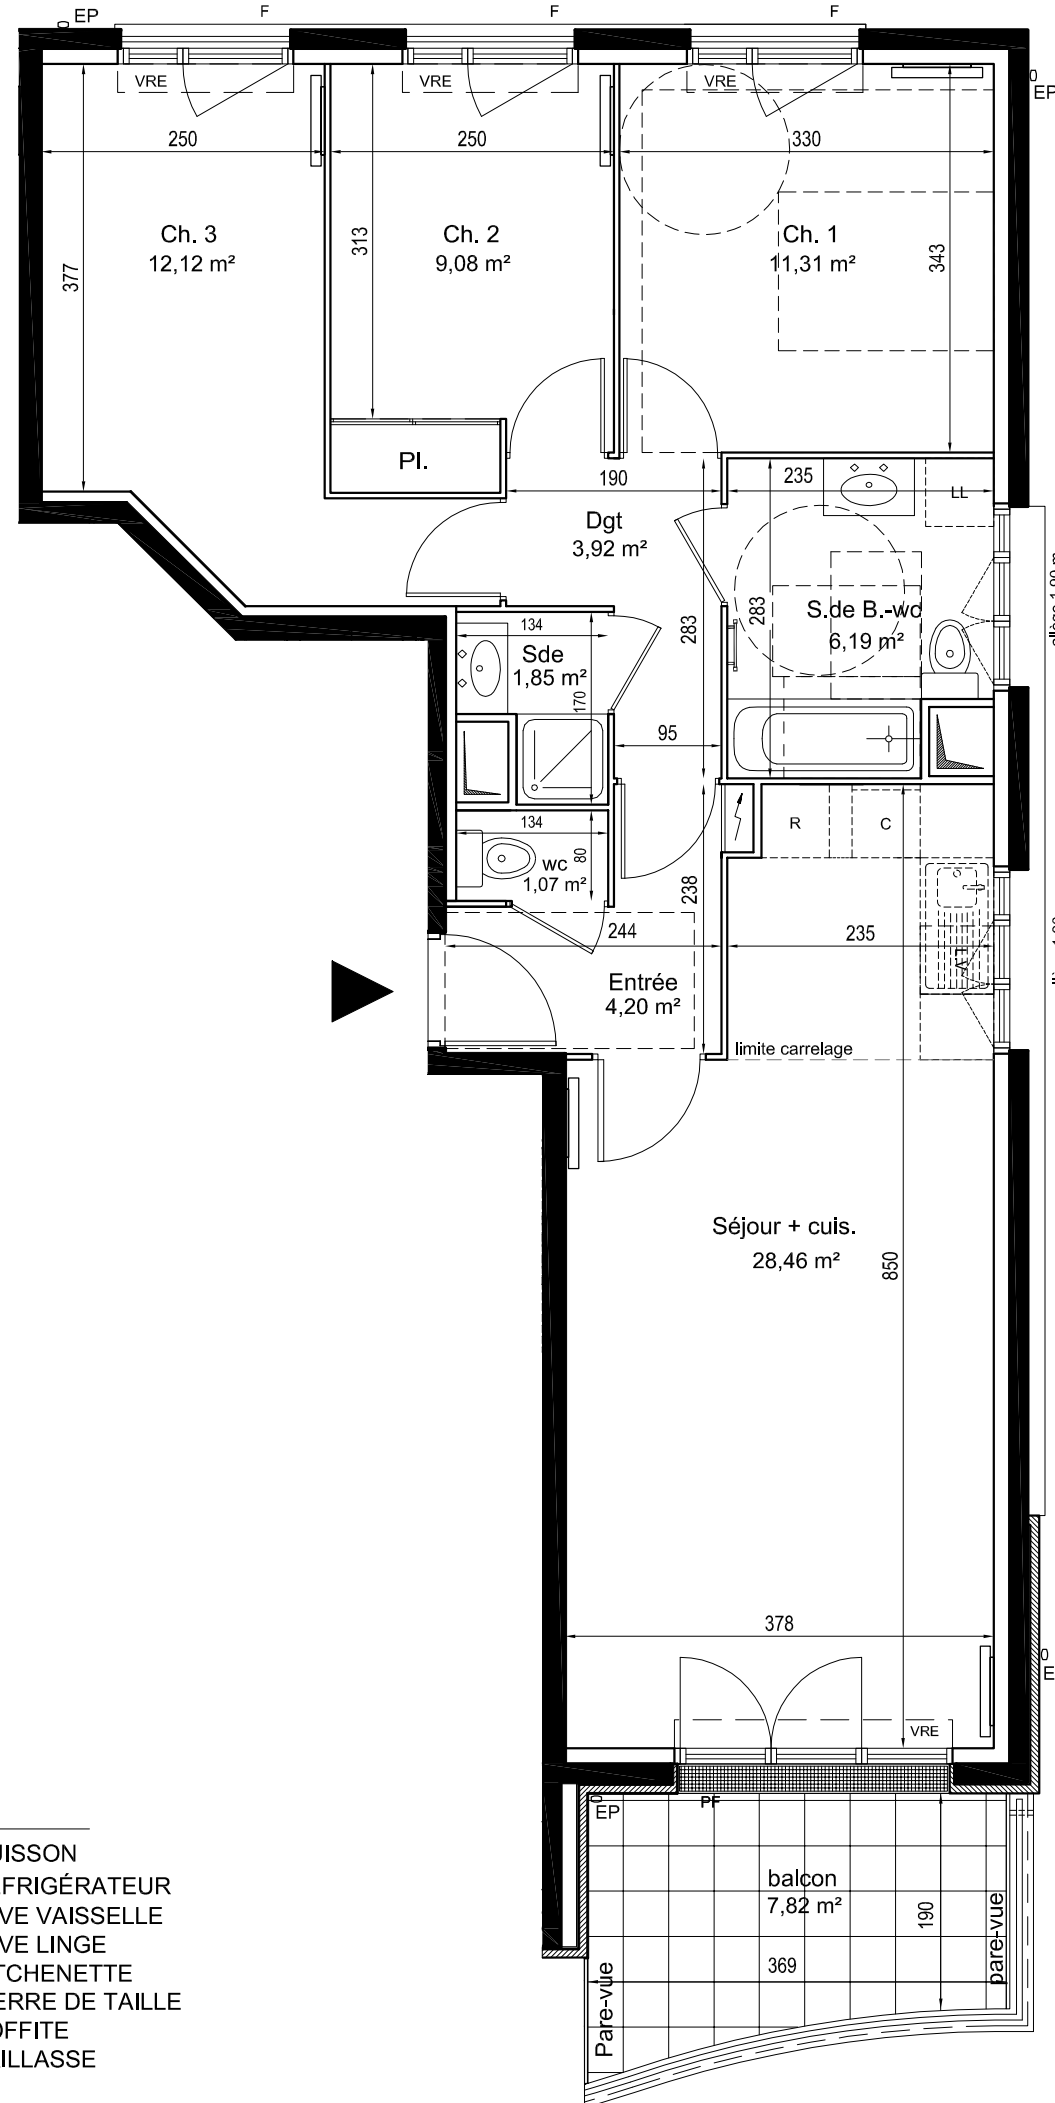 EP
F
F
F
EP
VRE
VRE
VRE
250
250
330
Ch. 3
12,12 m²
Ch. 2
9,08 m²
Ch. 1
11,31 m²
377
313
343
Pl.
190
235
LL
Dgt
3,92 m²
283
283
S.de B.-wc
6,19 m²
134
Sde
1,85 m²
170
95
134
wc
1,07 m²
80
R
C
238
244
235
LV
Entrée
4,20 m²
limite carrelage
Séjour + cuis.
28,46 m²
850
378
VRE
EP
PF
balcon
7,82 m²
190
369
Pare-vue
pare-vue
UISSON
ÉFRIGÉRATEUR
VE VAISSELLE
VE LINGE
TCHENETTE
ERRE DE TAILLE
OFFITE
AILLASSE